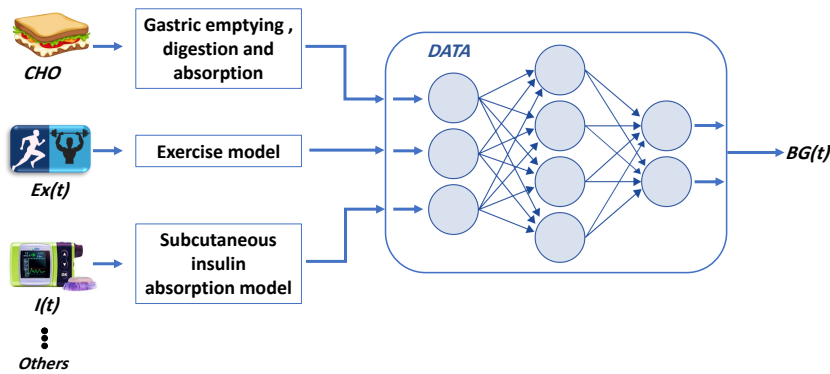 Gastric emptying ,
digestion and
absorption
CHO
DATA
Exercise model
Ex(t)
BG(t)
Subcutaneous
insulin
absorption model
I(t)
Others